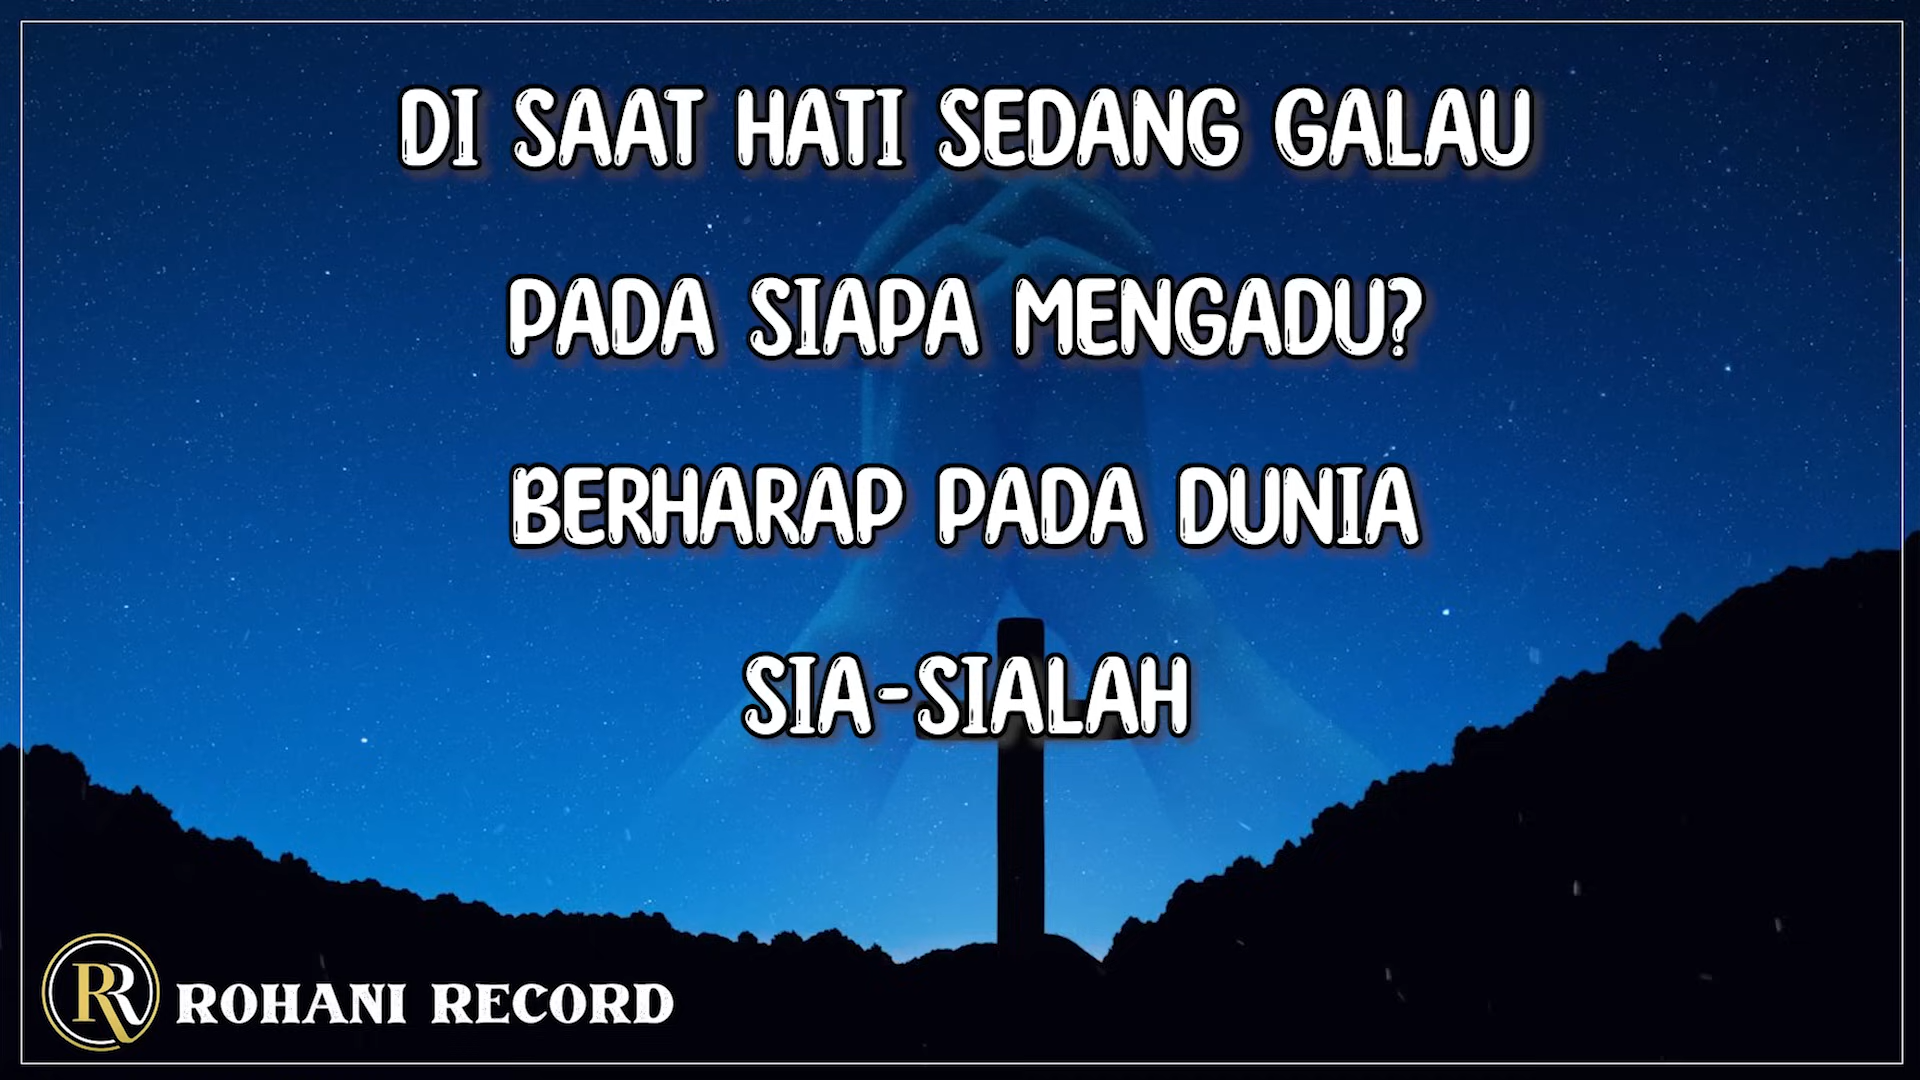 DI SAAT HATI SEDANG GALAU
PADA SIAPA MENGADU?
BERHARAP PADA DUNIA
SIA-SIALAH
RR ROHANI RECORD